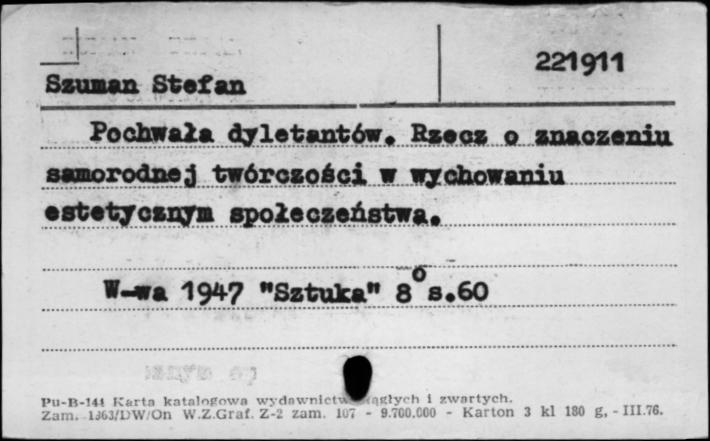 221911
Szuman Stefan
Pochwała dyletantów. Rzecz o znaczeniu
samorodnej twórczości w wychowaniu
estetycznym społeczeństwa.
W-wa 1947 "Sztuka" 8° s.60
Pu-B-144 Karta katalogowa wydawnictw ciągłych i zwartych.
Zam. 1363/DW/On W.Z.Graf. Z-2 zam. 107 - 9.700.000 - Karton 3 kl 180 g, - III.76.